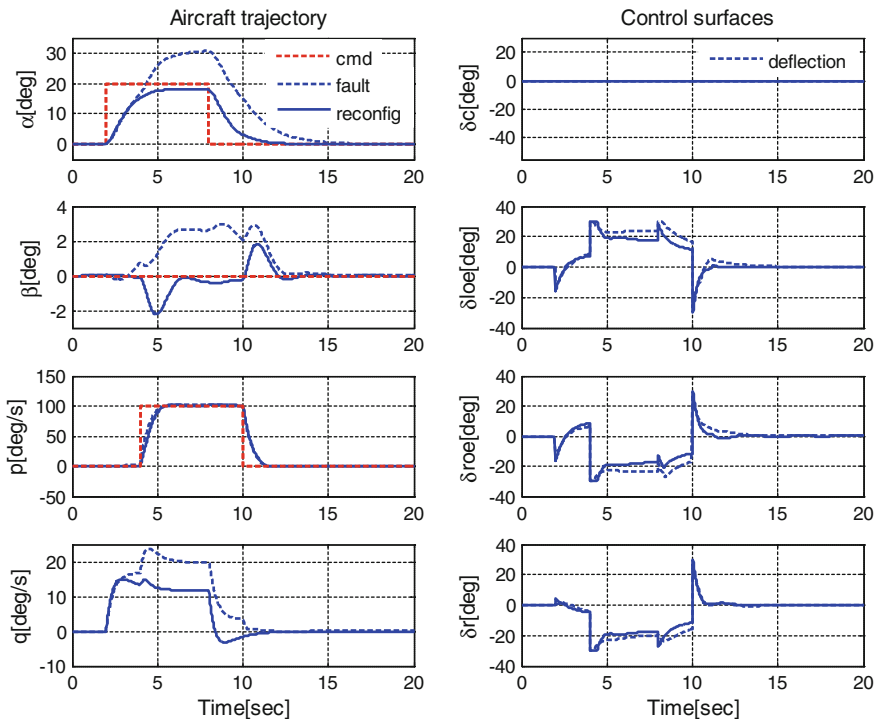 Aircraft trajectory
α[deg]
30
20
10
0
cmd
fault
reconfig
0 5 10 15 20
β[deg]
4
2
0
-2
0 5 10 15 20
p[deg/s]
150
100
50
0
-50
0 5 10 15 20
q[deg/s]
20
10
0
-10
0 5 10 15 20
Time[sec]
Control surfaces
δc[deg]
20
0
-20
-40
deflection
0 5 10 15 20
δloe[deg]
40
20
0
-20
-40
0 5 10 15 20
δroe[deg]
40
20
0
-20
-40
0 5 10 15 20
δr[deg]
40
20
0
-20
-40
0 5 10 15 20
Time[sec]